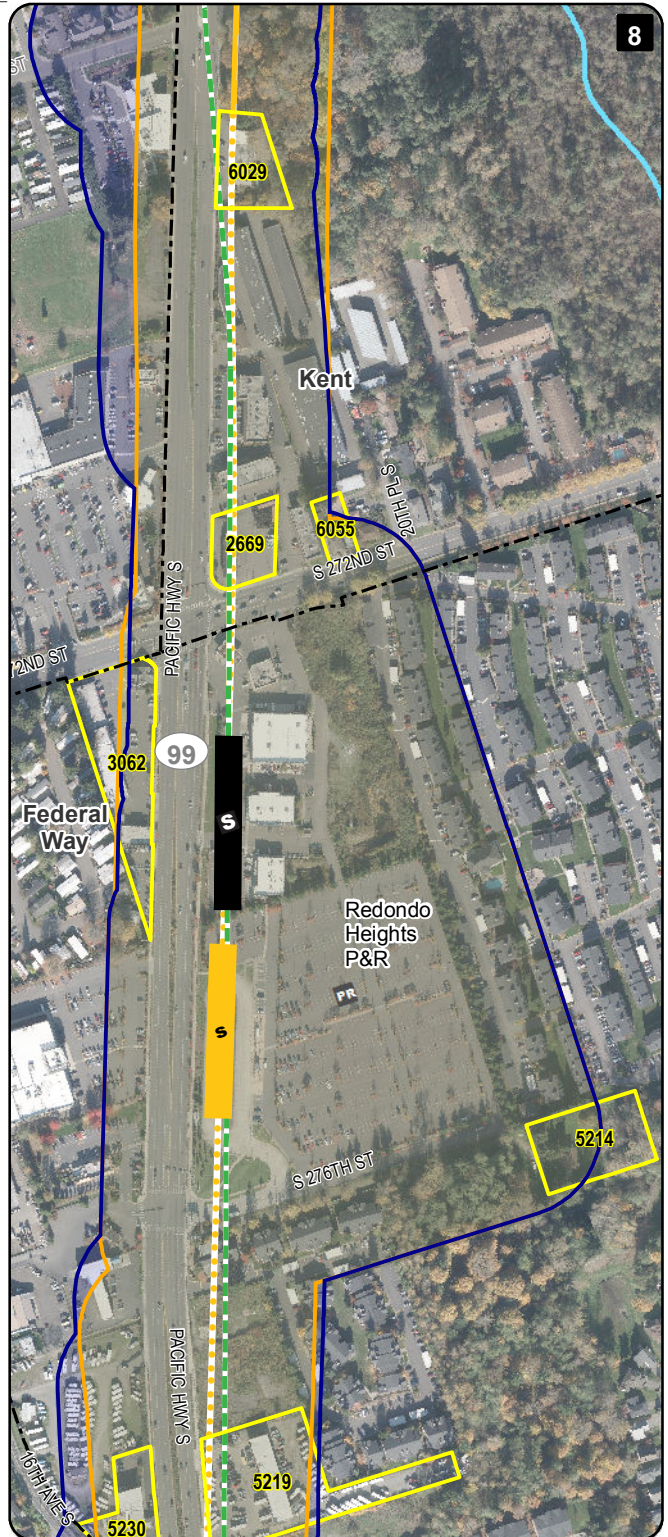 8
ST
6029
Kent
20TH PL S
2669
6055
S 272ND ST
PACIFIC HWY S
2ND ST
99
3062
S
Federal
Way
Redondo
Heights
P&R
PR
S
5214
S 276TH ST
PACIFIC HWY S
5219
16TH AVE S
5230